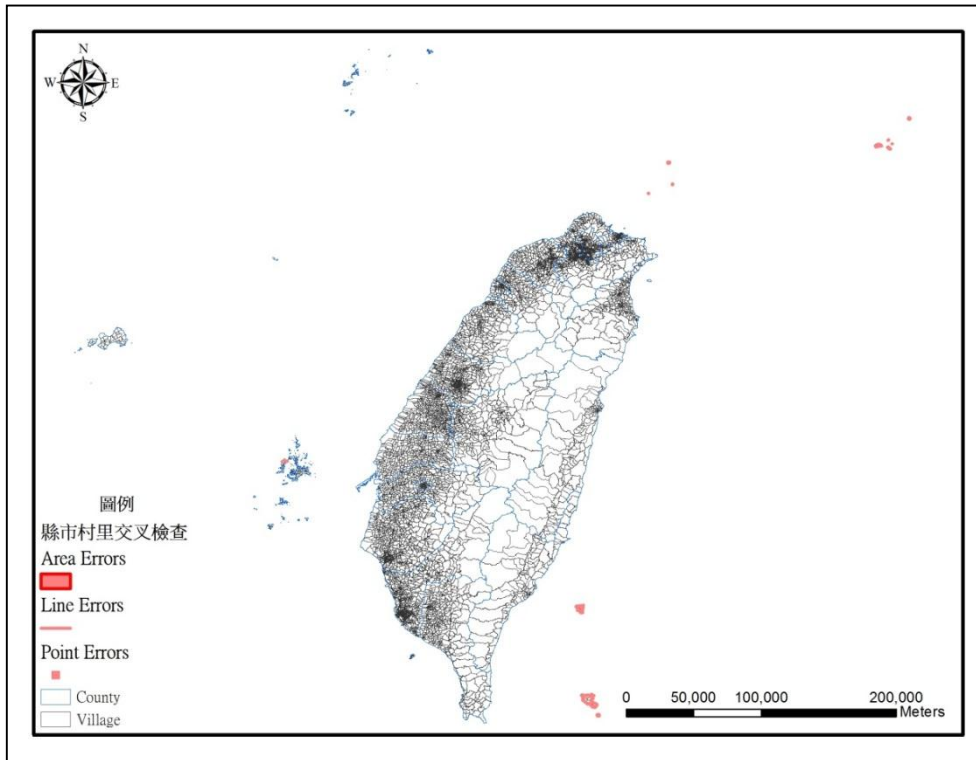 N
W E
S
圖例
縣市村里交叉檢查
Area Errors
Line Errors
Point Errors
County
Village
0 50,000 100,000 200,000
Meters